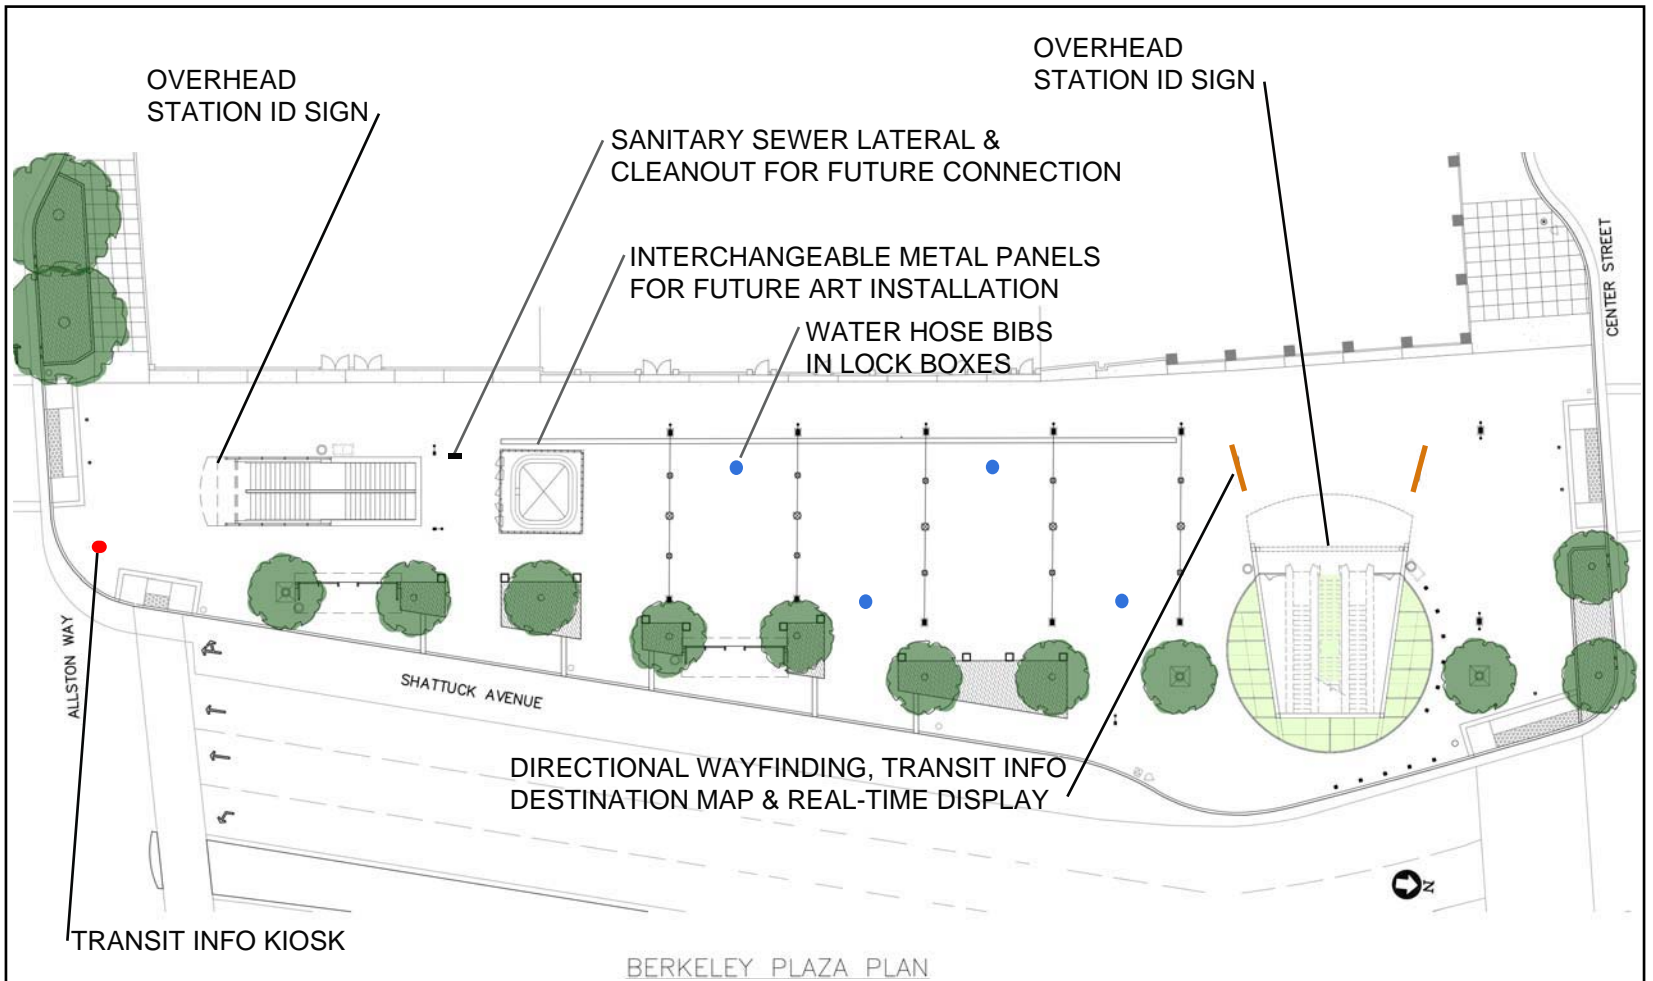 OVERHEAD
STATION ID SIGN
OVERHEAD
STATION ID SIGN
SANITARY SEWER LATERAL &
CLEANOUT FOR FUTURE CONNECTION
INTERCHANGEABLE METAL PANELS
FOR FUTURE ART INSTALLATION
WATER HOSE BIBS
IN LOCK BOXES
CENTER STREET
ALLSTON WAY
SHATTUCK AVENUE
DIRECTIONAL WAYFINDING, TRANSIT INFO
DESTINATION MAP & REAL-TIME DISPLAY
N
TRANSIT INFO KIOSK
BERKELEY PLAZA PLAN